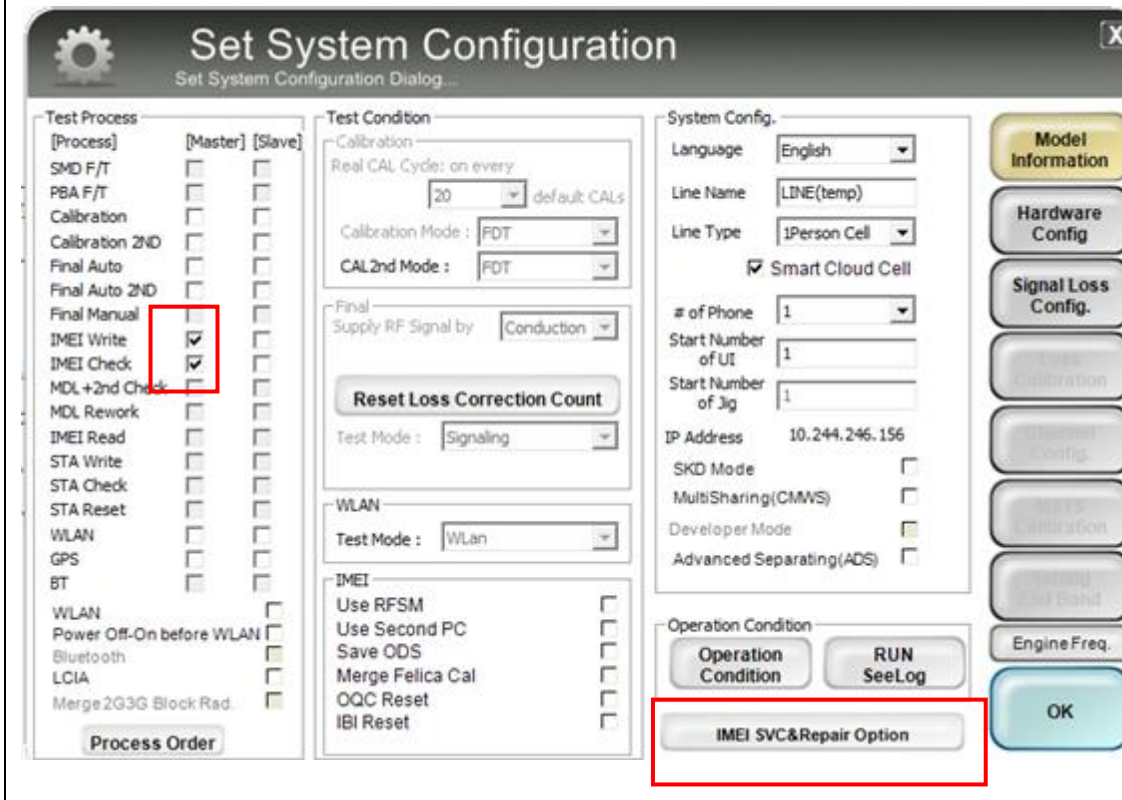 Set System Configuration
X
Set System Configuration Dialog...
Test Process
[Process] [Master] [Slave]
SMD F/T
PBA F/T
Calibration
Calibration 2ND
Final Auto
Final Auto 2ND
Final Manual
IMEI Write
IMEI Check
MDL+2nd Check
MDL Rework
IMEI Read
STA Write
STA Check
STA Reset
WLAN
GPS
BT
WLAN
Power Off-On before WLAN
Bluetooth
LCIA
Merge 2G3G Block Rad.
Process Order
Test Condition
Calibration
Real CAL Cycle: on every
20 default CALs
Calibration Mode : FDT
CAL2nd Mode : FDT
Final
Supply RF Signal by Conduction
Reset Loss Correction Count
Test Mode : Signaling
WLAN
Test Mode : WLan
IMEI
Use RFSM
Use Second PC
Save ODS
Merge Felica Cal
OQC Reset
IBI Reset
System Config.
Language English
Line Name LINE(temp)
Line Type 1Person Cell
Smart Cloud Cell
# of Phone 1
Start Number
of UI 1
Start Number
of Jig 1
IP Address 10.244.246.156
SKD Mode
MultiSharing(CMWS)
Developer Mode
Advanced Separating(ADS)
Operation Condition
Operation
Condition
RUN
SeeLog
IMEI SVC&Repair Option
Model
Information
Hardware
Config
Signal Loss
Config.
Loss
Calibration
Channel
Config.
Calibration
End Band
Engine Freq.
OK